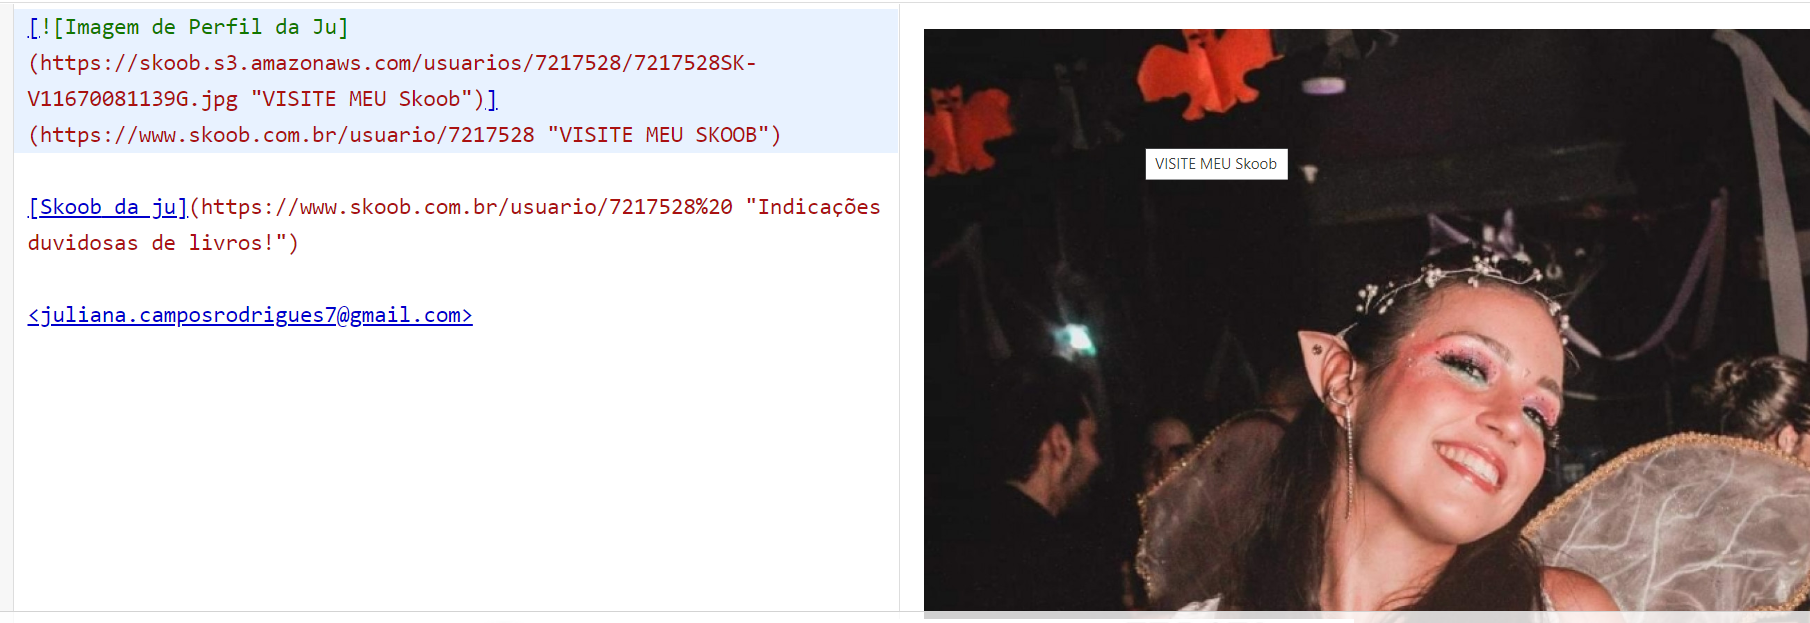 [![Imagem de Perfil da Ju]
(https://skoob.s3.amazonaws.com/usuarios/7217528/7217528SK-
V11670081139G.jpg "VISITE MEU Skoob")]
(https://www.skoob.com.br/usuario/7217528 "VISITE MEU SKOOB")
[Skoob da ju](https://www.skoob.com.br/usuario/7217528%20 "Indicações
duvidosas de livros!")
<juliana.camposrodrigues7@gmail.com>
VISITE MEU Skoob